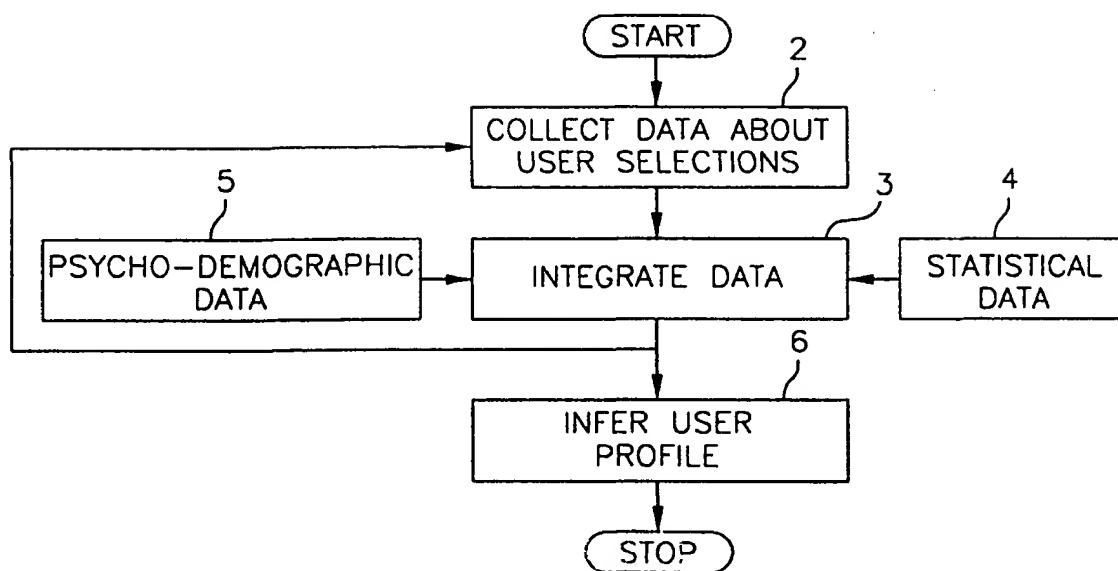 START
2
COLLECT DATA ABOUT
USER SELECTIONS
5
3
4
PSYCHO-DEMOGRAPHIC
DATA
INTEGRATE DATA
STATISTICAL
DATA
6
INFER USER
PROFILE
STOP